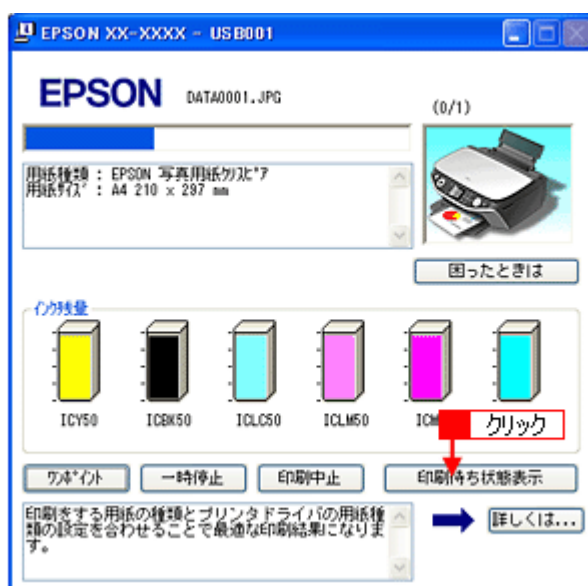 EPSON XX-XXXX - USB001
EPSON DATA0001.JPG
(0/1)
用紙種類 : EPSON 写真用紙クリスピア
用紙サイズ : A4 210 x 297 mm
困ったときは
インク残量
ICY50 ICBK50 ICLC50 ICLM50
クリック
ワンポイント 一時停止 印刷中止 印刷待ち状態表示
印刷をする用紙の種類とプリンタドライバの用紙種
類の設定を合わせることで最適な印刷結果になりま
す。
詳しくは...